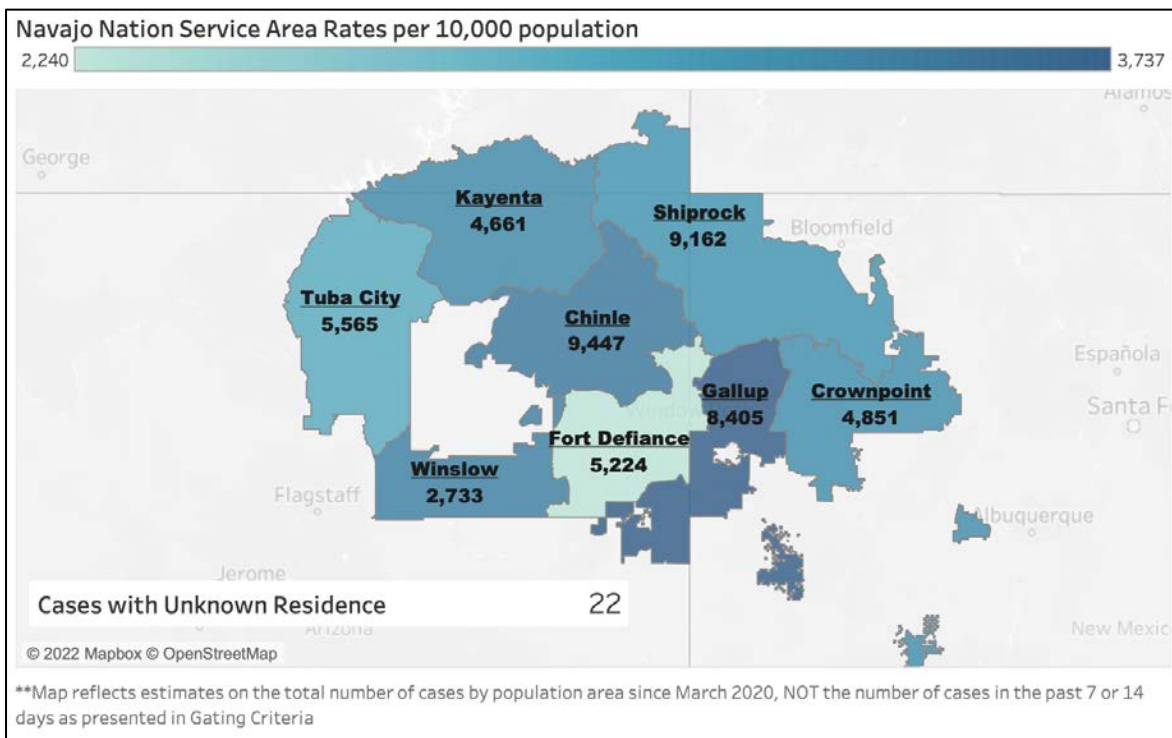 Navajo Nation Service Area Rates per 10,000 population
2,240
3,737
Alamos
George
Kayenta
4,661
Shiprock
9,162
Bloomfield
Tuba City
5,565
Chinle
9,447
Española
Gallup
8,405
Crownpoint
4,851
Santa F
Window
Fort Defiance
5,224
Winslow
2,733
Flagstaff
Albuquerque
Jerome
Cases with Unknown Residence 22
Arizona
New Mexic
© 2022 Mapbox © OpenStreetMap
**Map reflects estimates on the total number of cases by population area since March 2020, NOT the number of cases in the past 7 or 14
days as presented in Gating Criteria